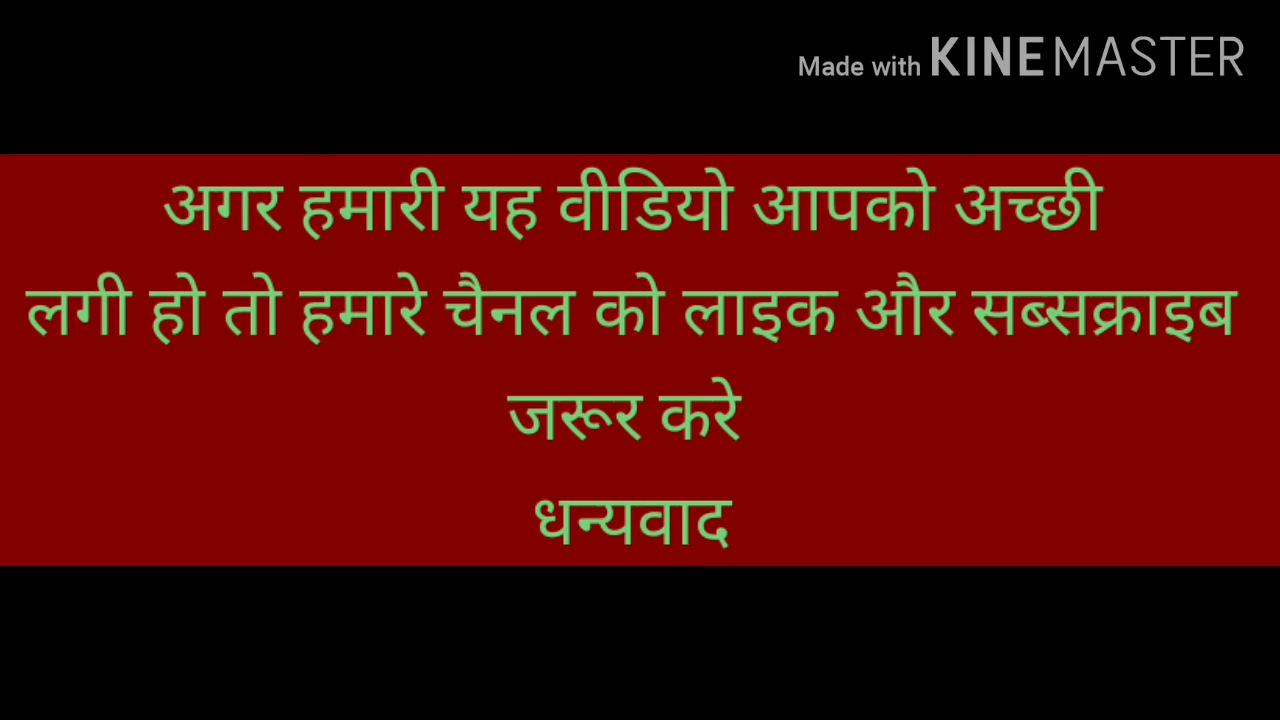 Made with KINEMASTER
अगर हमारी यह वीडियो आपको अच्छी
लगी हो तो हमारे चैनल को लाइक और सब्सक्राइब
जरूर करे
धन्यवाद